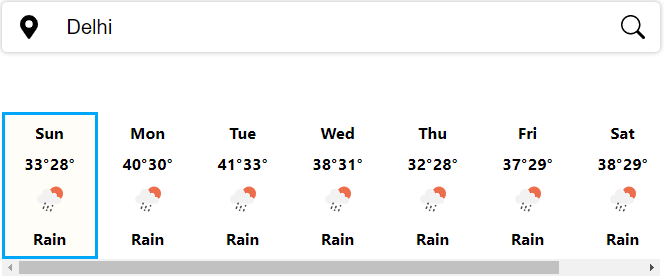 Delhi
Sun Mon Tue Wed Thu Fri Sat
33°28° 40°30° 41°33° 38°31° 32°28° 37°29° 38°29°
Rain Rain Rain Rain Rain Rain Rain